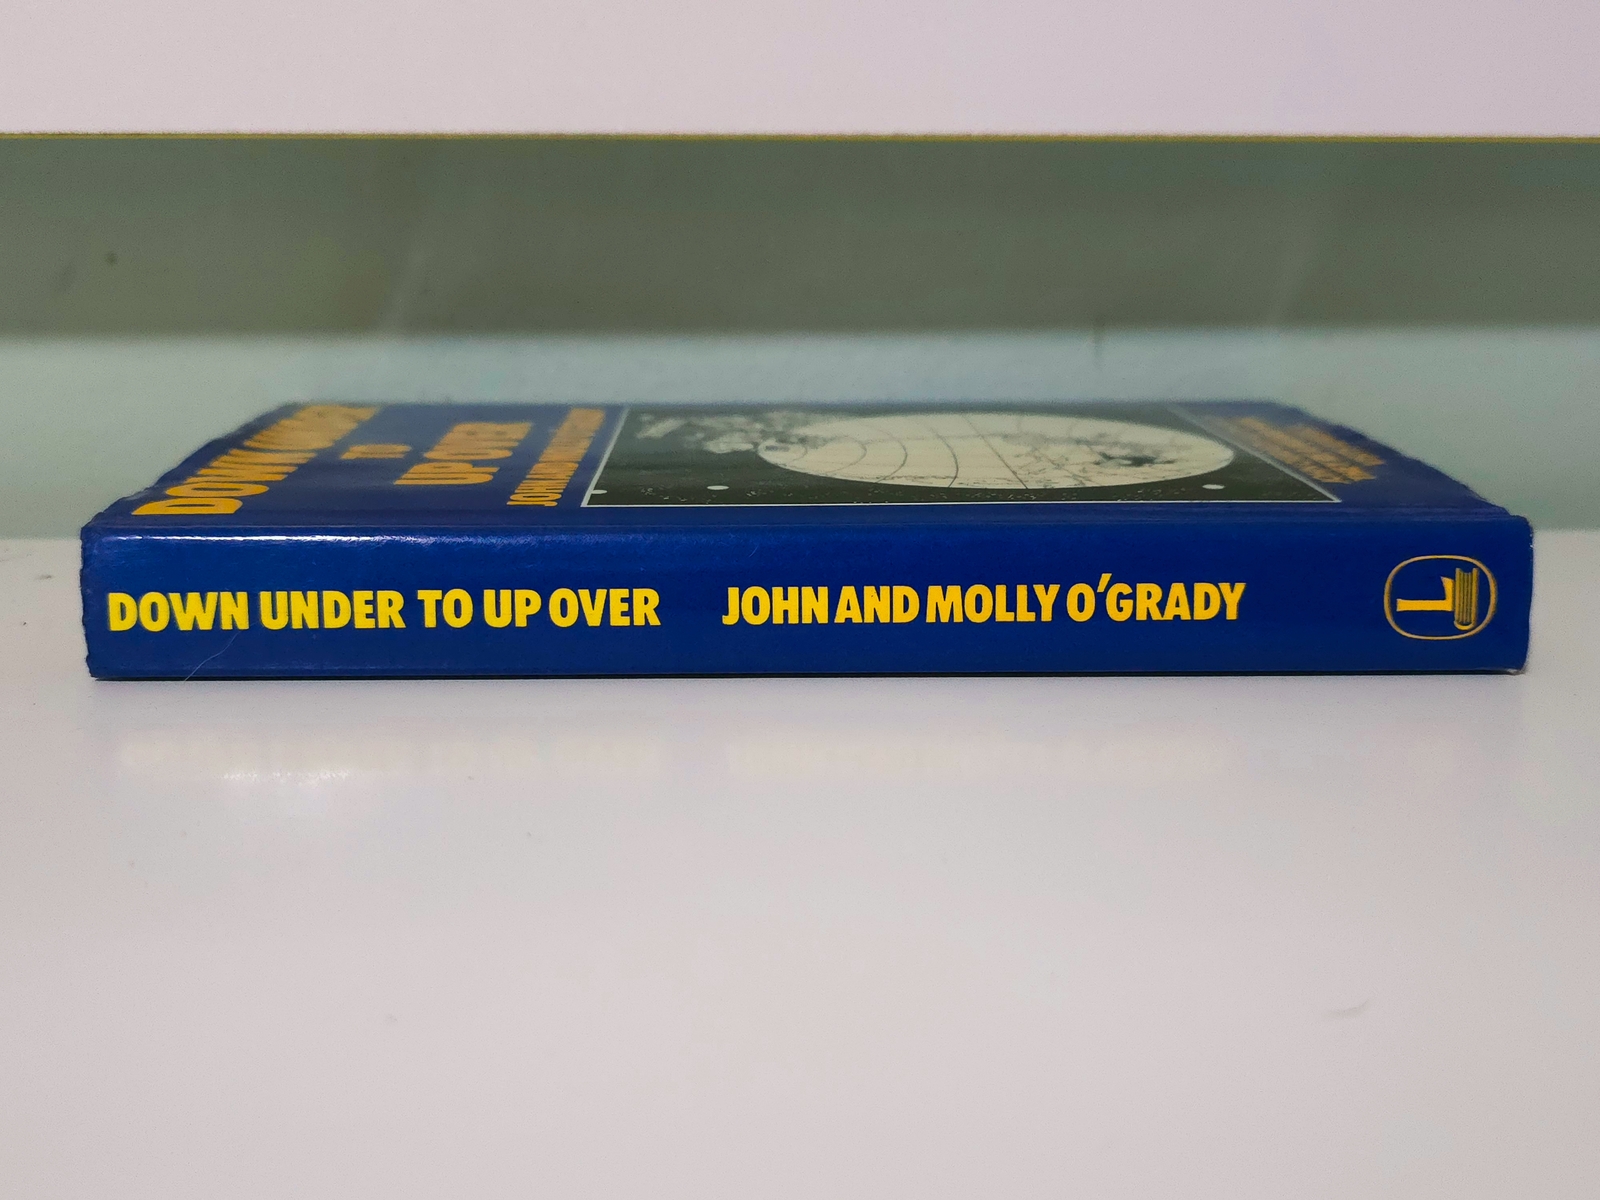 DOWN UNDER
TO
UP OVER
DOWN UNDER TO UP OVER JOHN AND MOLLY O'GRADY
L